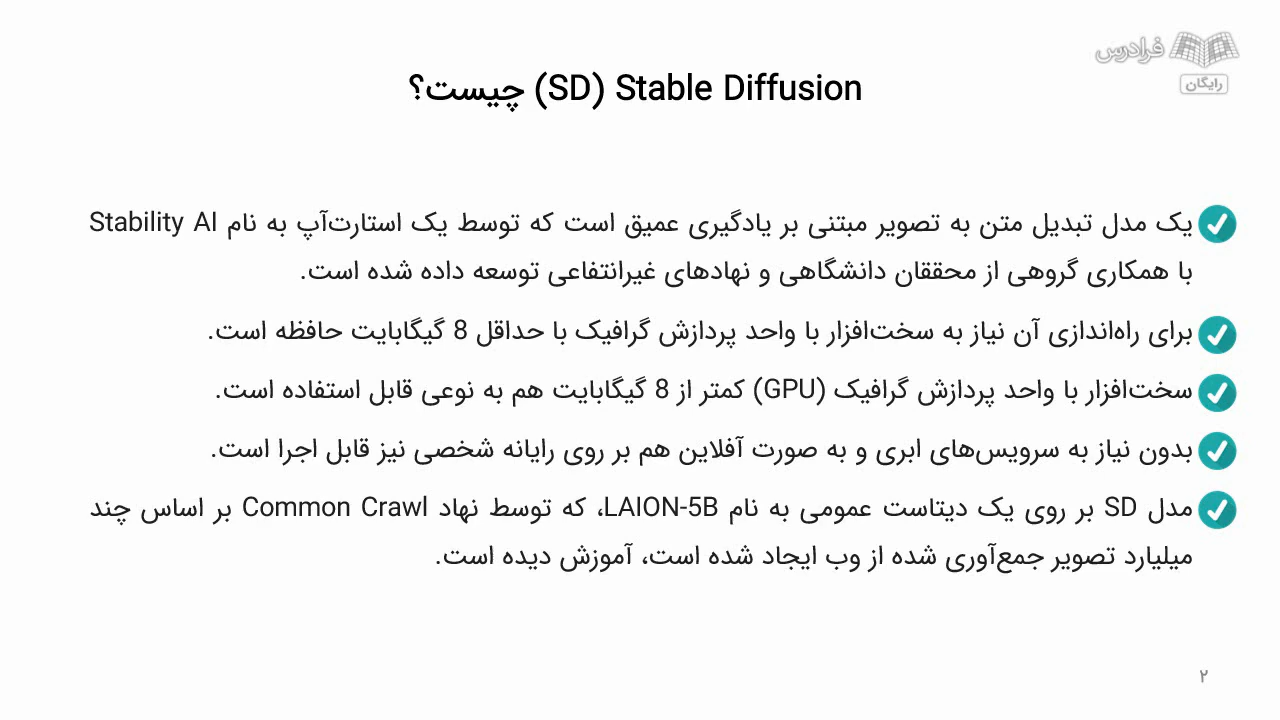 فرادرس
رایگان
Stable Diffusion (SD) چیست؟
یک مدل تبدیل متن به تصویر مبتنی بر یادگیری عمیق است که توسط یک استارت‌آپ به نام Stability AI
با همکاری گروهی از محققان دانشگاهی و نهادهای غیرانتفاعی توسعه داده شده است.
برای راه‌اندازی آن نیاز به سخت‌افزار با واحد پردازش گرافیک با حداقل 8 گیگابایت حافظه است.
سخت‌افزار با واحد پردازش گرافیک (GPU) کمتر از 8 گیگابایت هم به نوعی قابل استفاده است.
بدون نیاز به سرویس‌های ابری و به صورت آفلاین هم بر روی رایانه شخصی نیز قابل اجرا است.
مدل SD بر روی یک دیتاست عمومی به نام LAION-5B، که توسط نهاد Common Crawl بر اساس چند
میلیارد تصویر جمع‌آوری شده از وب ایجاد شده است، آموزش دیده است.
۲